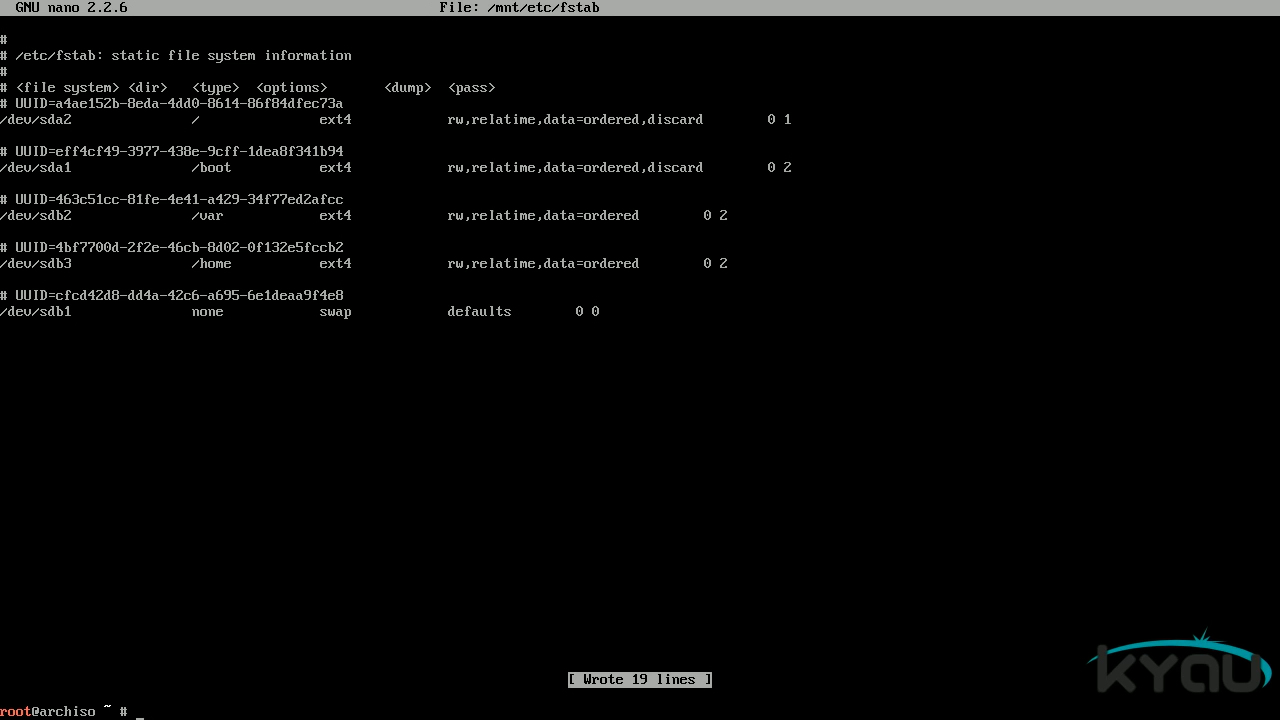 GNU nano 2.2.6 File: /mnt/etc/fstab
#
# /etc/fstab: static file system information
#
# <file system> <dir> <type> <options> <dump> <pass>
# UUID=a4ae152b-8eda-4dd0-8614-86f84dfec73a
/dev/sda2 / ext4 rw,relatime,data=ordered,discard 0 1
# UUID=eff4cf49-3977-438e-9cff-1dea8f341b94
/dev/sda1 /boot ext4 rw,relatime,data=ordered,discard 0 2
# UUID=463c51cc-81fe-4e41-a429-34f77ed2afcc
/dev/sdb2 /var ext4 rw,relatime,data=ordered 0 2
# UUID=4bf7700d-2f2e-46cb-8d02-0f132e5fccb2
/dev/sdb3 /home ext4 rw,relatime,data=ordered 0 2
# UUID=cfcd42d8-dd4a-42c6-a695-6e1deaa9f4e8
/dev/sdb1 none swap defaults 0 0
kyau
[ Wrote 19 lines ]
root@archiso ~ # _